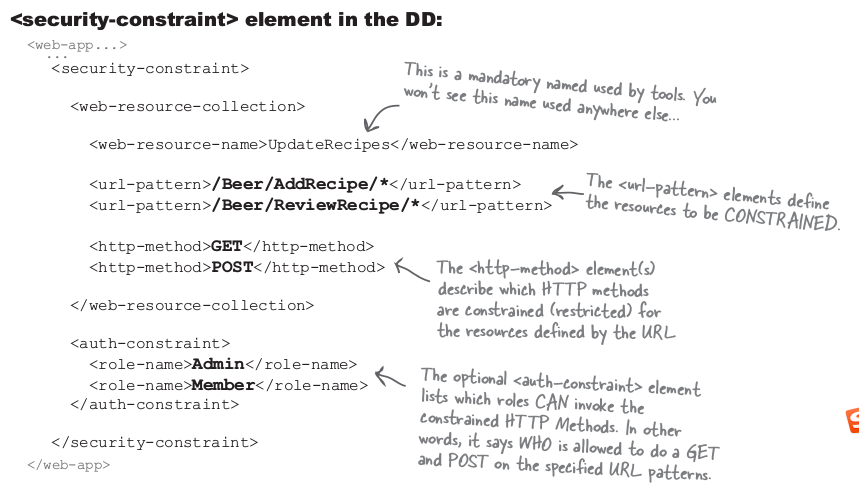 <security-constraint> element in the DD:
<web-app...>
...
<security-constraint>
This is a mandatory named used by tools. You
won't see this name used anywhere else...
<web-resource-collection>
<web-resource-name>UpdateRecipes</web-resource-name>
<url-pattern>/Beer/AddRecipe/*</url-pattern>
<url-pattern>/Beer/ReviewRecipe/*</url-pattern>
The <url-pattern> elements define
the resources to be CONSTRAINED.
<http-method>GET</http-method>
<http-method>POST</http-method>
The <http-method> element(s)
describe which HTTP methods
are constrained (restricted) for
the resources defined by the URL
</web-resource-collection>
<auth-constraint>
<role-name>Admin</role-name>
<role-name>Member</role-name>
</auth-constraint>
The optional <auth-constraint> element
lists which roles CAN invoke the
constrained HTTP Methods. In other
words, it says WHO is allowed to do a GET
and POST on the specified URL patterns.
</security-constraint>
</web-app>